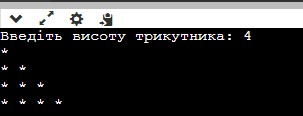 Введіть висоту трикутника: 4
*
* *
* * *
* * * *